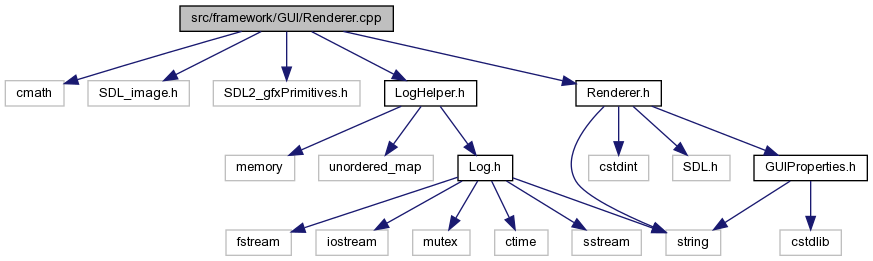 src/framework/GUI/Renderer.cpp
cmath
SDL_image.h
SDL2_gfxPrimitives.h
LogHelper.h
Renderer.h
memory
unordered_map
Log.h
cstdint
SDL.h
GUIProperties.h
fstream
iostream
mutex
ctime
sstream
string
cstdlib